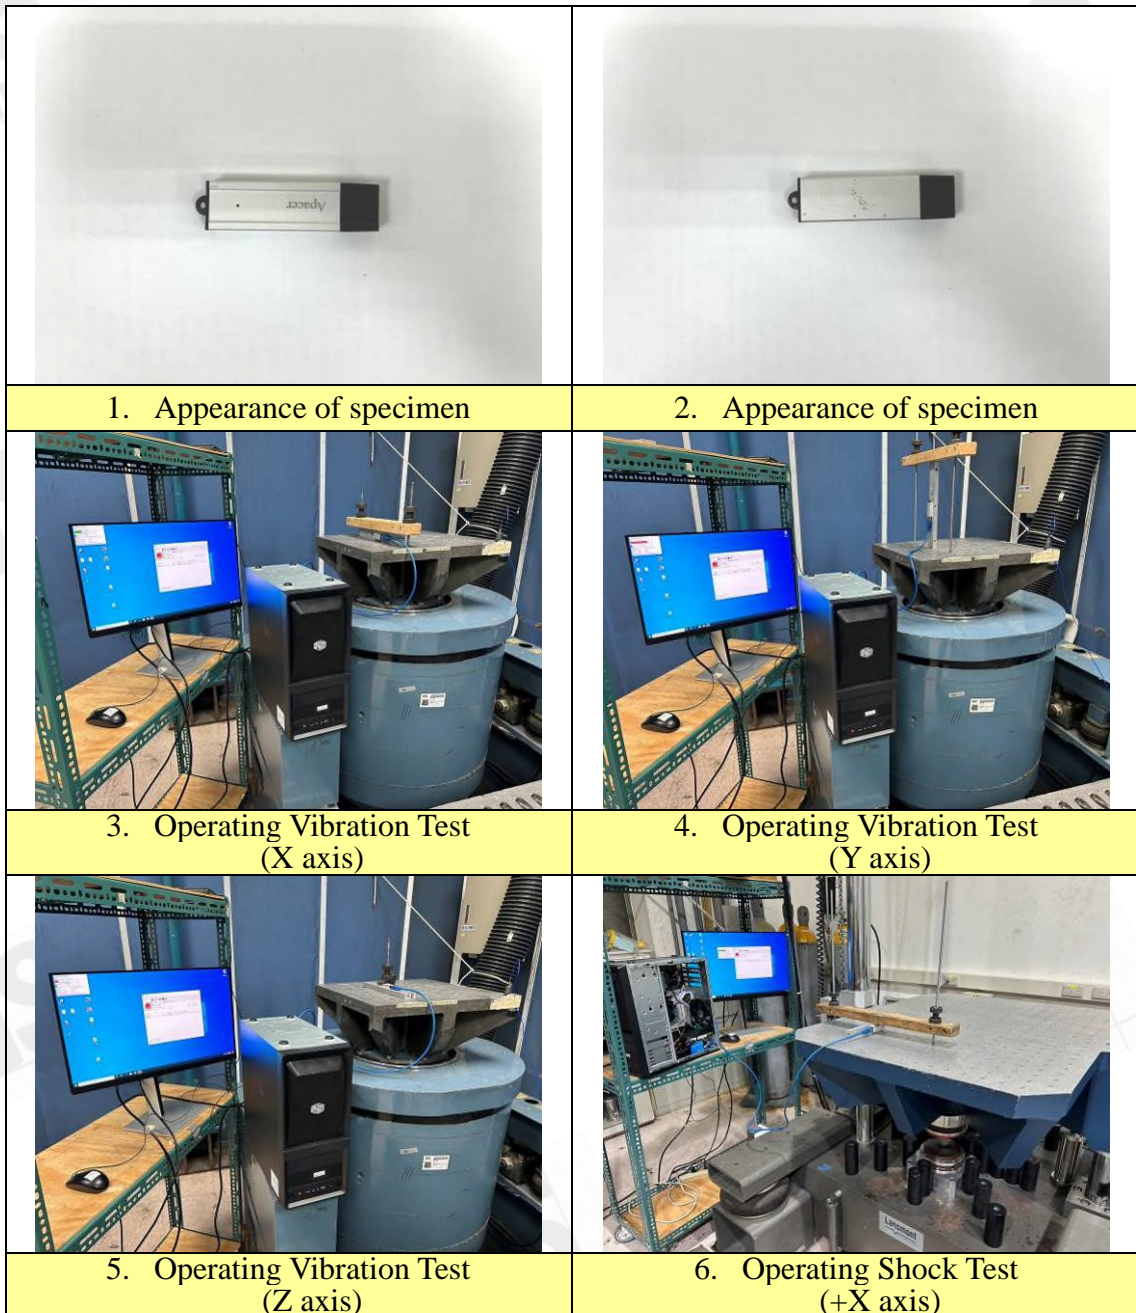 Apacer
1. Appearance of specimen
2. Appearance of specimen
3. Operating Vibration Test
(X axis)
4. Operating Vibration Test
(Y axis)
Lansmont
5. Operating Vibration Test
(Z axis)
6. Operating Shock Test
(+X axis)